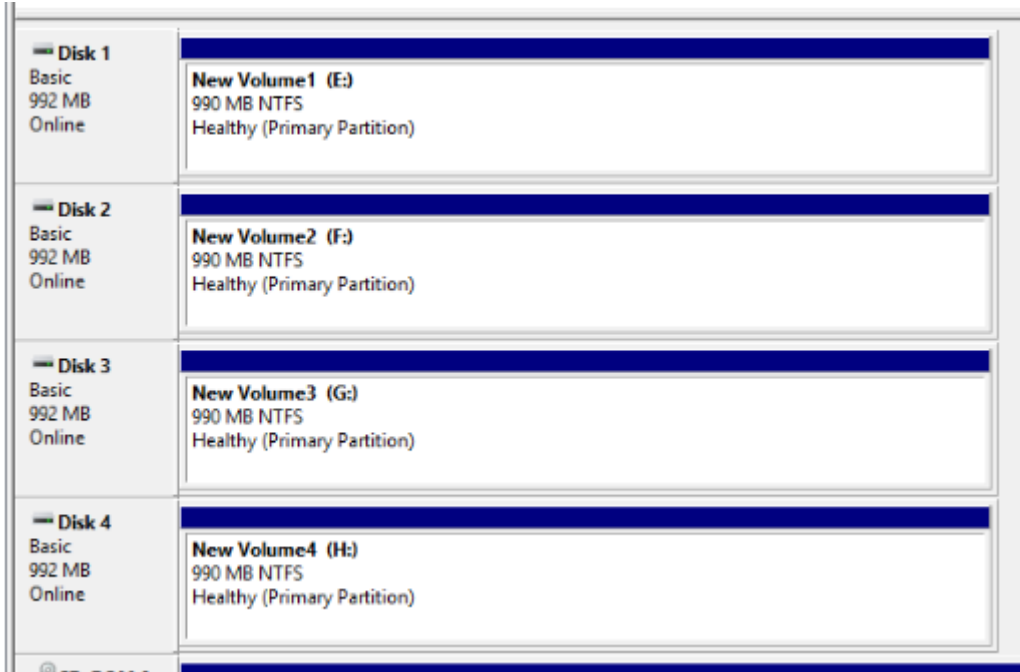 Disk 1
Basic
992 MB
Online
New Volume1 (E:)
990 MB NTFS
Healthy (Primary Partition)
Disk 2
Basic
992 MB
Online
New Volume2 (F:)
990 MB NTFS
Healthy (Primary Partition)
Disk 3
Basic
992 MB
Online
New Volume3 (G:)
990 MB NTFS
Healthy (Primary Partition)
Disk 4
Basic
992 MB
Online
New Volume4 (H:)
990 MB NTFS
Healthy (Primary Partition)